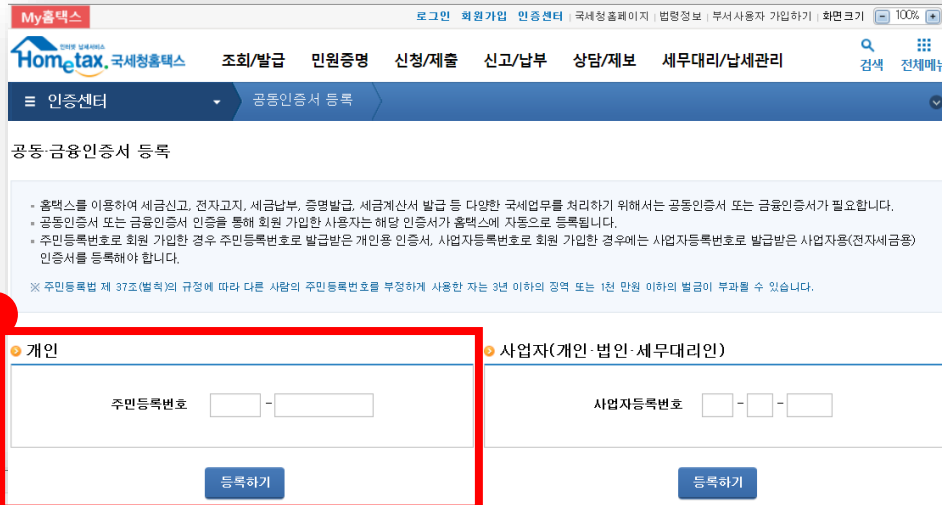 My홈택스 로그인 회원가입 인증센터 | 국세청홈페이지 | 법령정보 | 부서사용자 가입하기 | 화면크기 - 100% +
인터넷 납세서비스
Hometax. 국세청홈택스 조회/발급 민원증명 신청/제출 신고/납부 상담/제보 세무대리/납세관리 검색 전체메뉴
≡ 인증센터 공동인증서 등록
공동·금융인증서 등록
홈택스를 이용하여 세금신고, 전자고지, 세금납부, 증명발급, 세금계산서 발급 등 다양한 국세업무를 처리하기 위해서는 공동인증서 또는 금융인증서가 필요합니다.
공동인증서 또는 금융인증서 인증을 통해 회원 가입한 사용자는 해당 인증서가 홈택스에 자동으로 등록됩니다.
주민등록번호로 회원 가입한 경우 주민등록번호로 발급받은 개인용 인증서, 사업자등록번호로 회원 가입한 경우에는 사업자등록번호로 발급받은 사업자용(전자세금용)
인증서를 등록해야 합니다.
※ 주민등록법 제 37조(벌칙)의 규정에 따라 다른 사람의 주민등록번호를 부정하게 사용한 자는 3년 이하의 징역 또는 1천 만원 이하의 벌금이 부과될 수 있습니다.
개인
주민등록번호 -
등록하기
사업자(개인·법인·세무대리인)
사업자등록번호 - -
등록하기